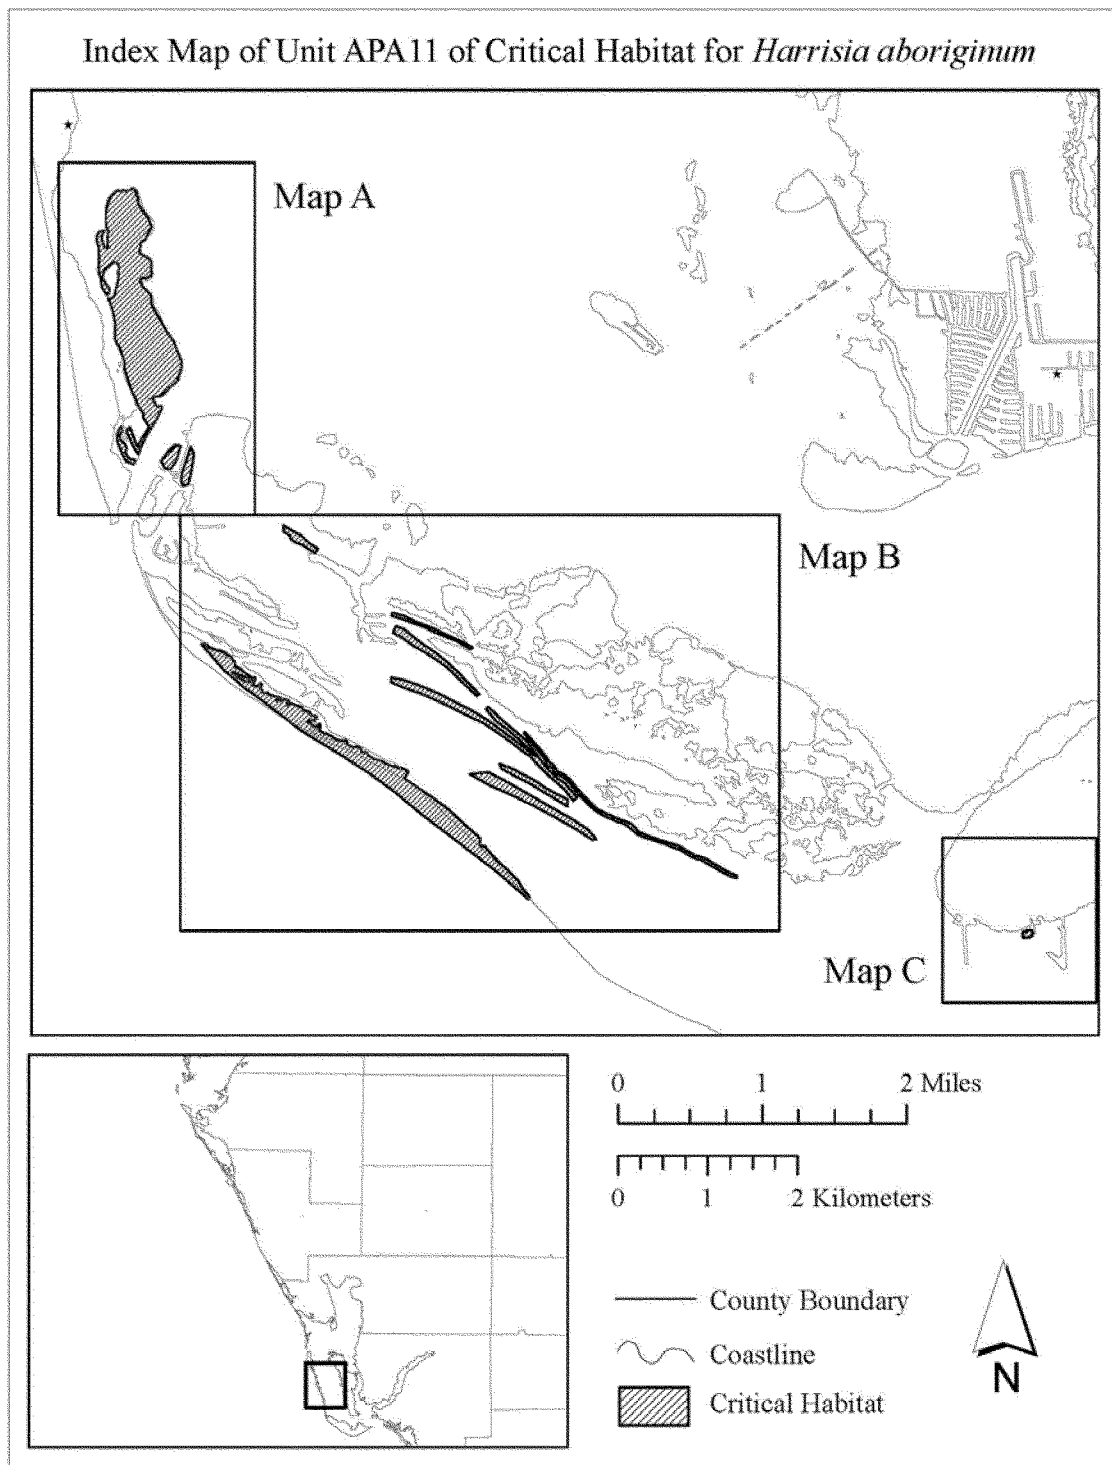 Index Map of Unit APA11 of Critical Habitat for Harrisia aboriginum
Map A
Map B
Map C
0 1 2 Miles
0 1 2 Kilometers
County Boundary
Coastline
Critical Habitat
N